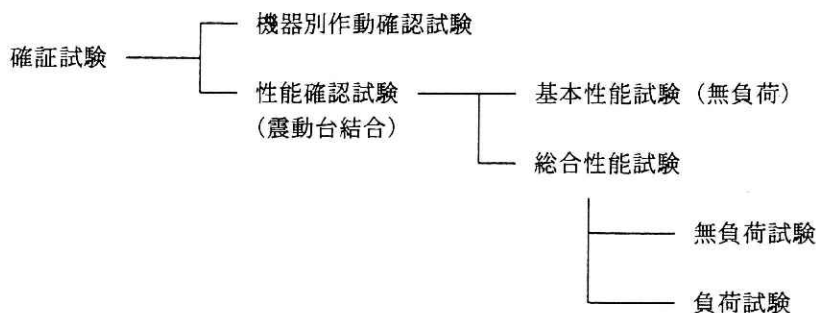 機器別作動確認試験
確証試験
性能確認試験
(震動台結合)
基本性能試験(無負荷)
総合性能試験
無負荷試験
負荷試験